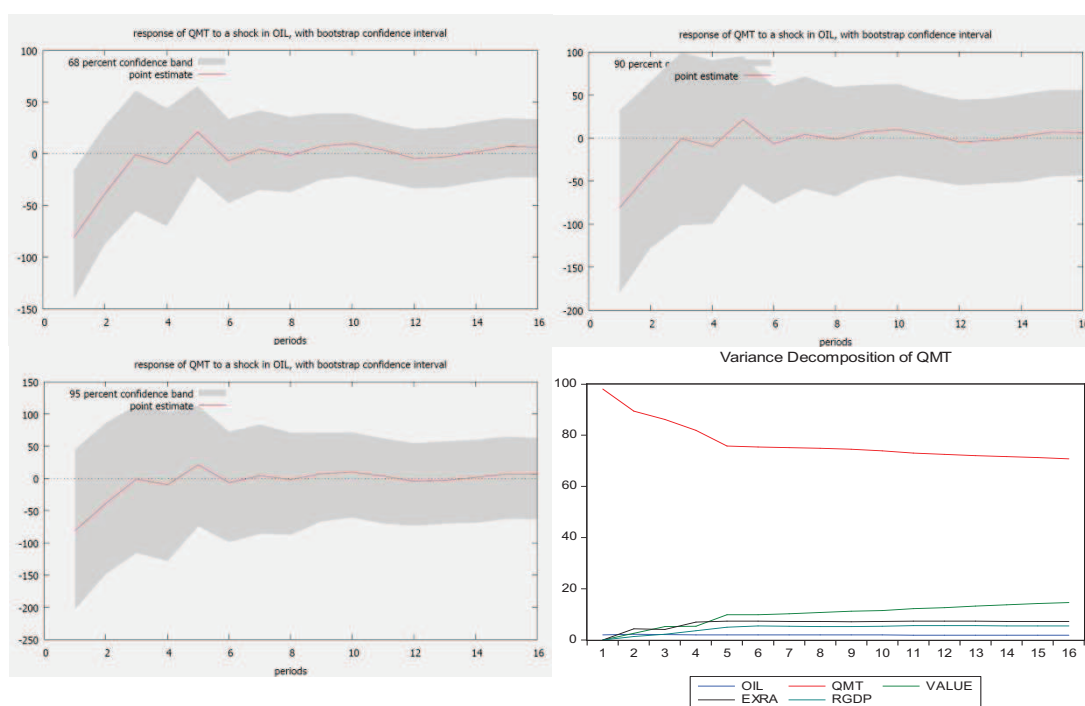 response of QMT to a shock in OIL, with bootstrap confidence interval
68 percent confidence band
point estimate
100
50
0
-50
-100
-150
0 2 4 6 8 10 12 14 16
periods
response of QMT to a shock in OIL, with bootstrap confidence interval
90 percent c
point estimate
100
50
0
-50
-100
-150
-200
0 2 4 6 8 10 12 14 16
periods
response of QMT to a shock in OIL, with bootstrap confidence interval
95 percent confidence band
point estimate
150
100
50
0
-50
-100
-150
-200
-250
0 2 4 6 8 10 12 14 16
periods
Variance Decomposition of QMT
100
80
60
40
20
0
1 2 3 4 5 6 7 8 9 10 11 12 13 14 15 16
OIL QMT VALUE
EXRA RGDP